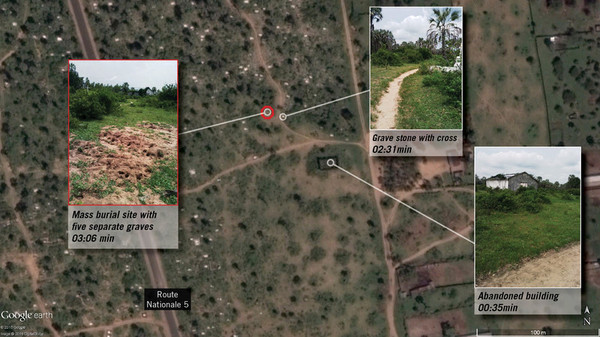 Grave stone with cross
02:31min
Mass burial site with
five separate graves
03:06 min
Abandoned building
00:35min
Route
Nationale 5
Google earth
N
100 m